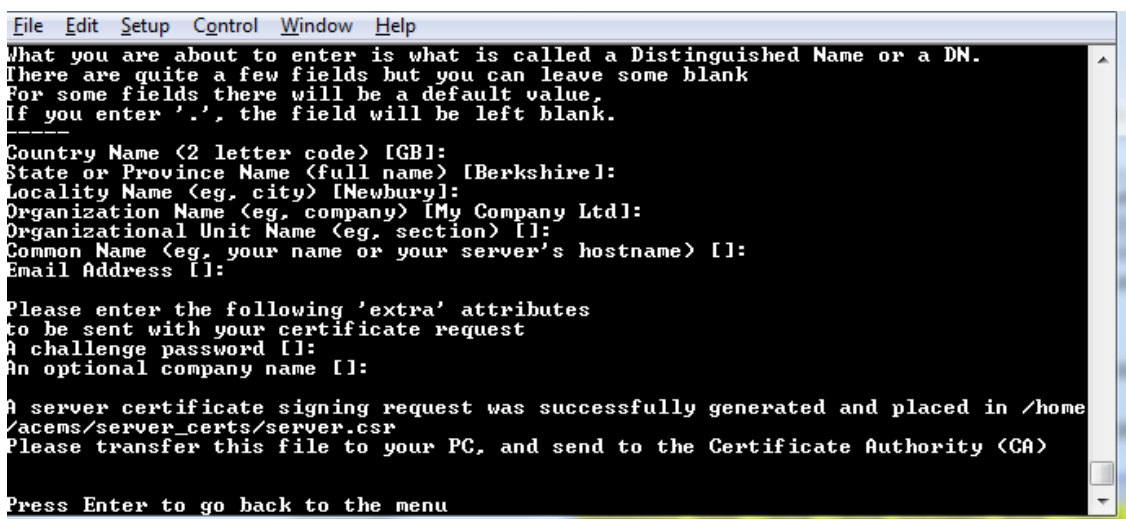 File Edit Setup Control Window Help
What you are about to enter is what is called a Distinguished Name or a DN.
There are quite a few fields but you can leave some blank
For some fields there will be a default value,
If you enter '.', the field will be left blank.
-----
Country Name (2 letter code) [GB]:
State or Province Name (full name) [Berkshire]:
Locality Name (eg, city) [Newbury]:
Organization Name (eg, company) [My Company Ltd]:
Organizational Unit Name (eg, section) []:
Common Name (eg, your name or your server's hostname) []:
Email Address []:
Please enter the following 'extra' attributes
to be sent with your certificate request
A challenge password []:
An optional company name []:
A server certificate signing request was successfully generated and placed in /home
/acems/server_certs/server.csr
Please transfer this file to your PC, and send to the Certificate Authority (CA)
Press Enter to go back to the menu